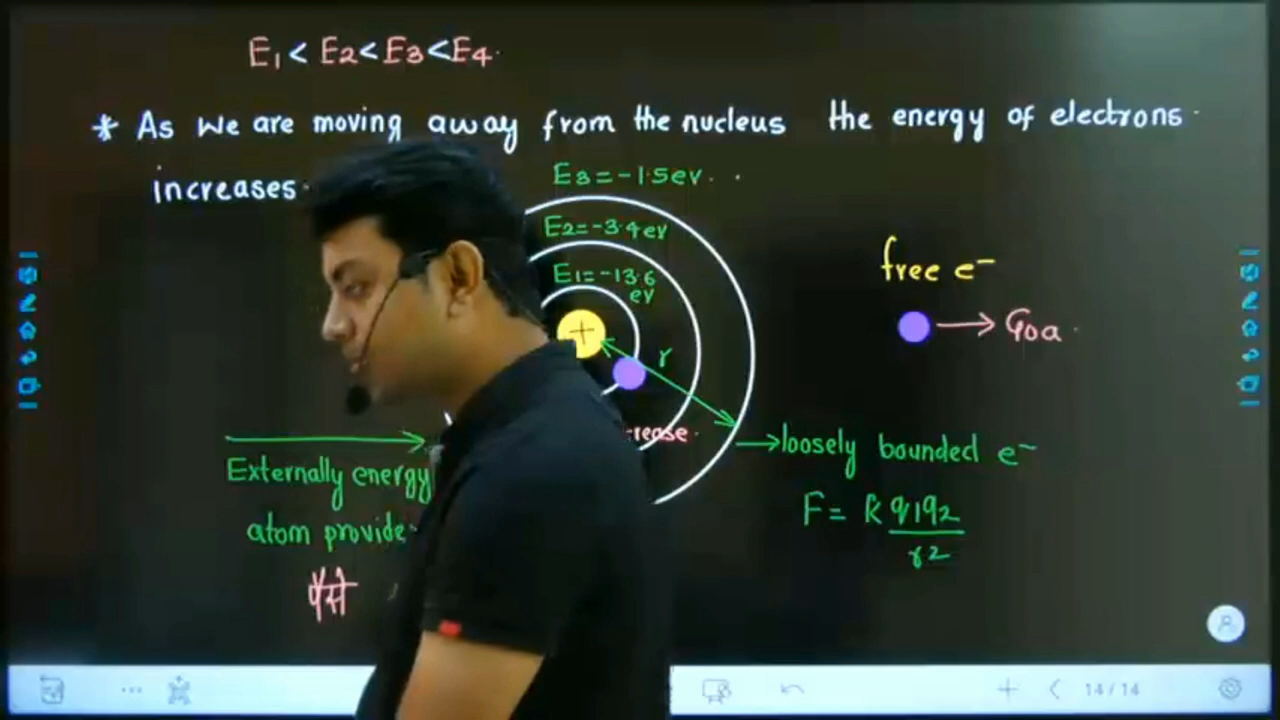 E1 < E2 < E3 < E4.
* As we are moving away from the nucleus the energy of electrons
increases.
E3 = -1.5ev.
E2 = -3.4ev
E1 = -13.6
ev
free e-
→ Goa.
r
rease.
→ loosely bounded e-
Externally energy
F = k q1q2
r2
atom provide
पैसे
14/14